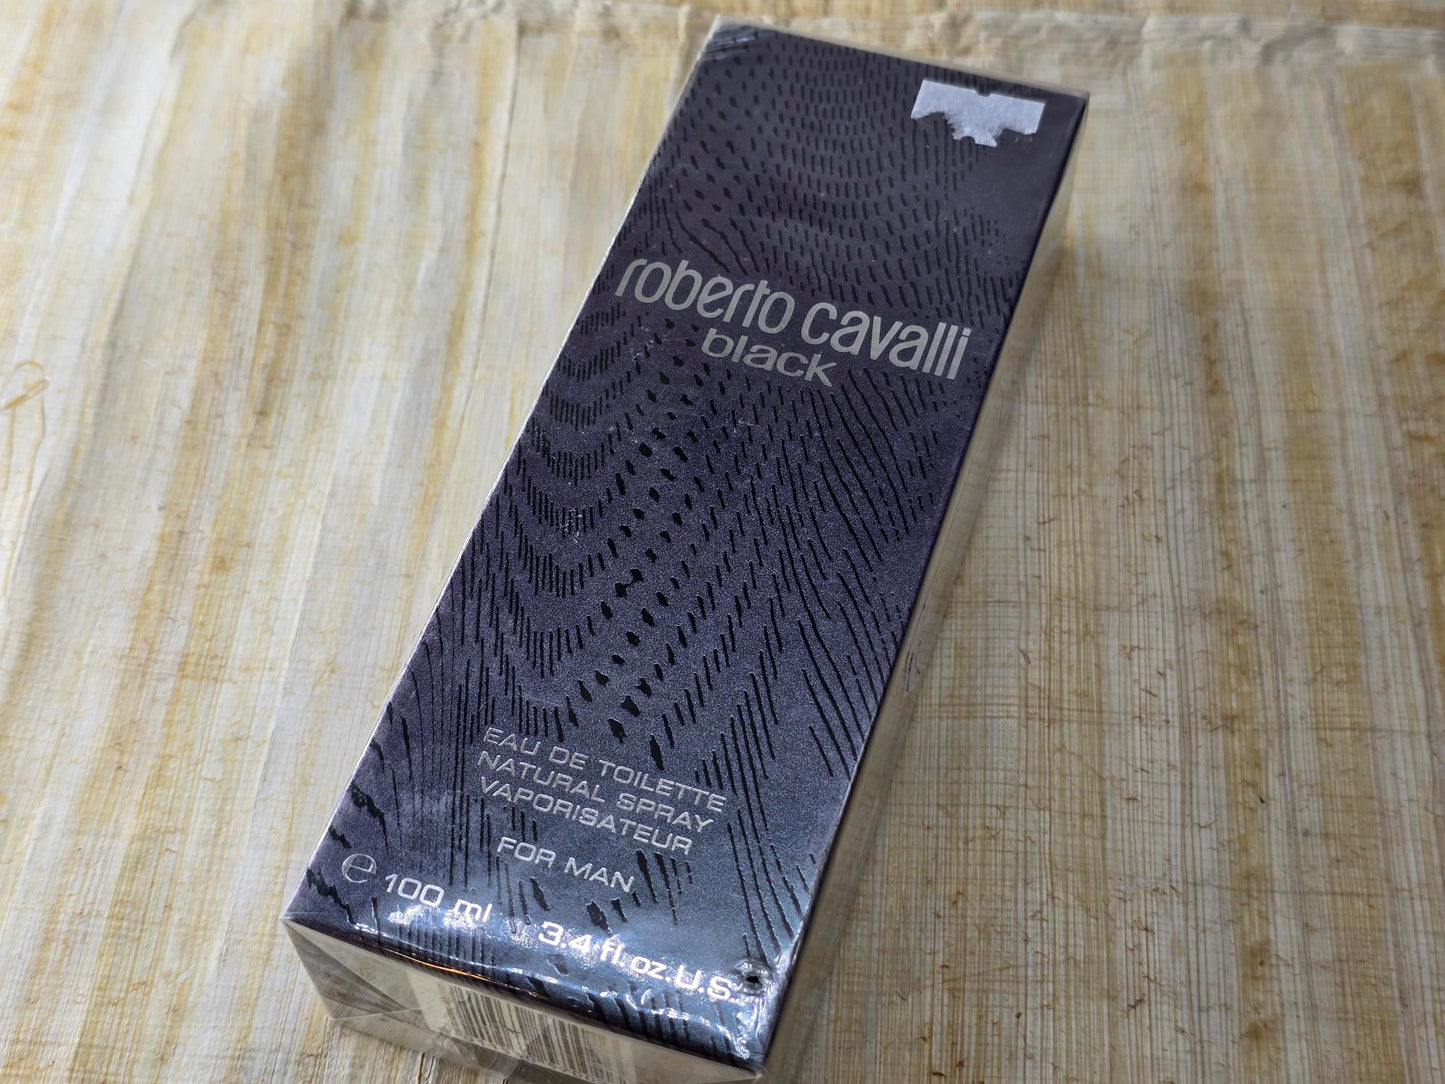 roberto cavalli
black
EAU DE TOILETTE
NATURAL SPRAY
VAPORISATEUR
FOR MAN
℮ 100 ml 3.4 fl.oz.U.S.